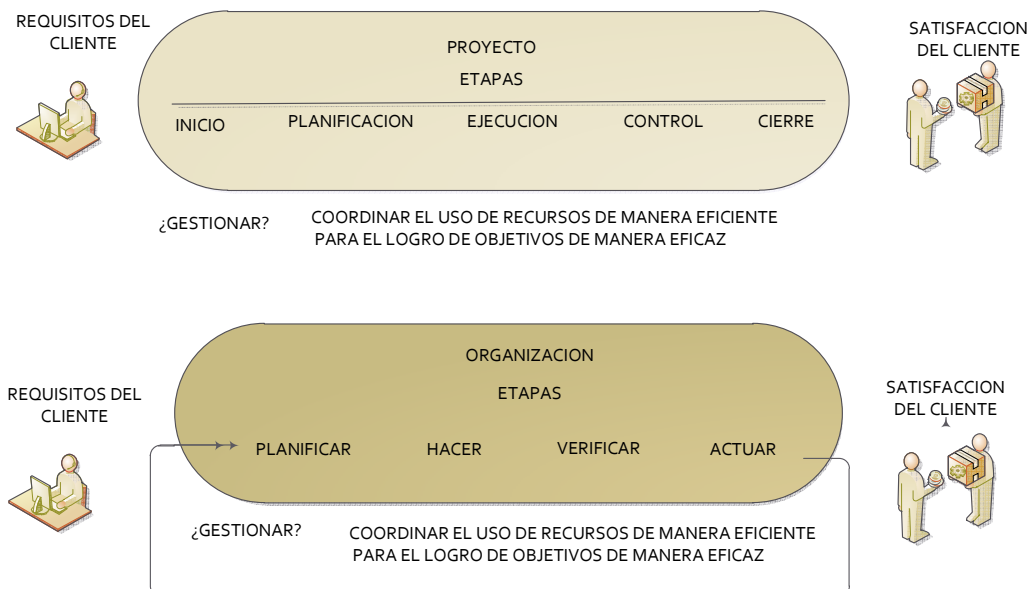 REQUISITOS DEL
CLIENTE
PROYECTO
ETAPAS
INICIO PLANIFICACION EJECUCION CONTROL CIERRE
SATISFACCION
DEL CLIENTE
¿GESTIONAR?
COORDINAR EL USO DE RECURSOS DE MANERA EFICIENTE
PARA EL LOGRO DE OBJETIVOS DE MANERA EFICAZ
REQUISITOS DEL
CLIENTE
ORGANIZACION
ETAPAS
PLANIFICAR HACER VERIFICAR ACTUAR
SATISFACCION
DEL CLIENTE
¿GESTIONAR?
COORDINAR EL USO DE RECURSOS DE MANERA EFICIENTE
PARA EL LOGRO DE OBJETIVOS DE MANERA EFICAZ